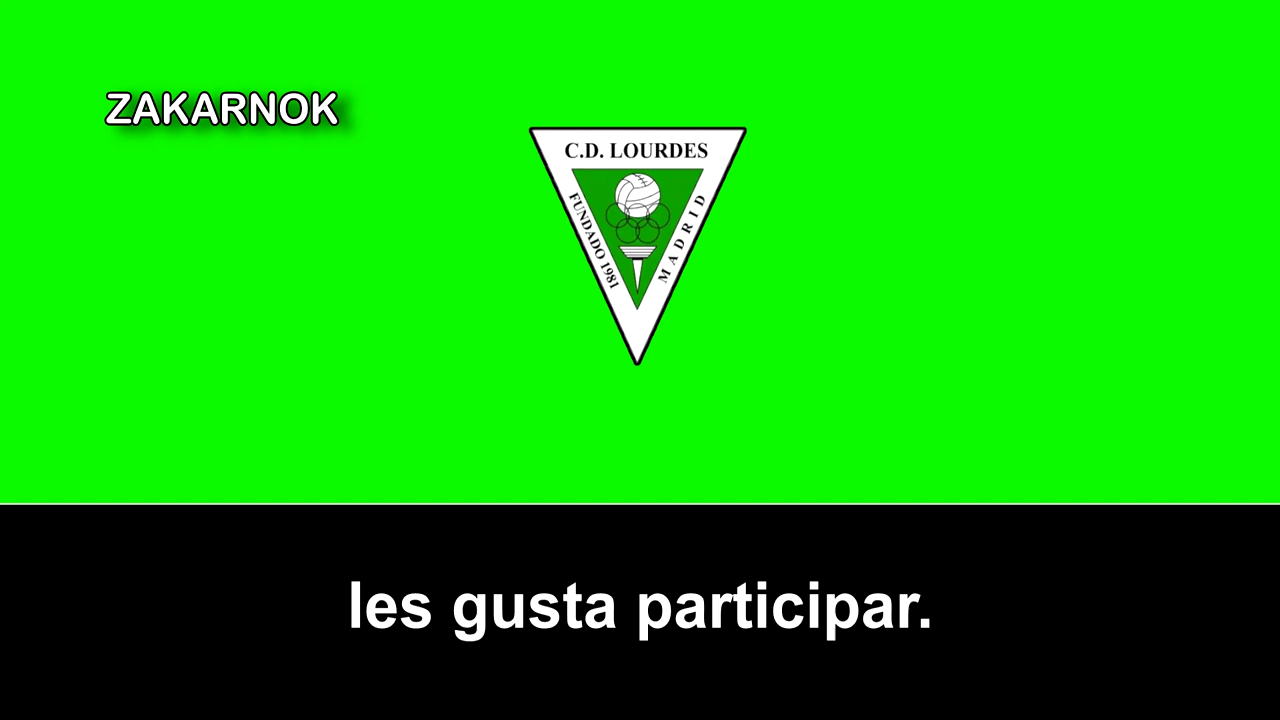 ZAKARNOK
C.D. LOURDES
FUNDADO 1981
MADRID
les gusta participar.